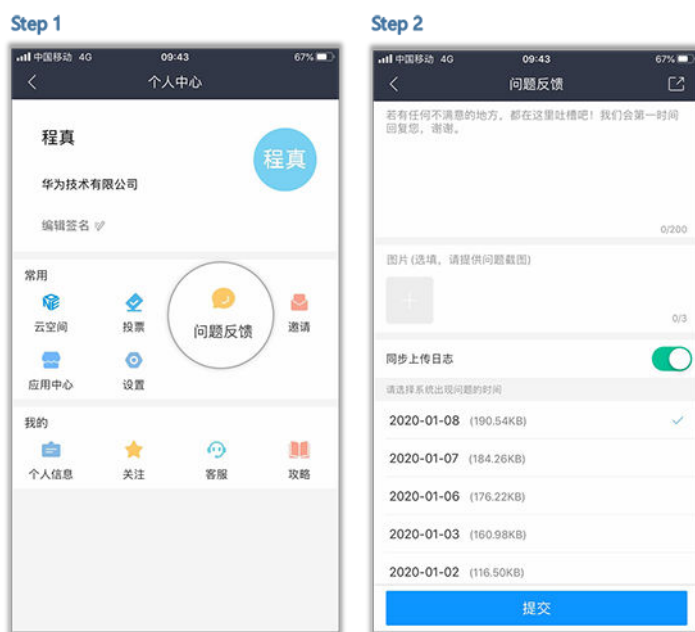 Step 1
中国移动 4G 09:43 67%
个人中心
程真
程真
华为技术有限公司
编辑签名
常用
云空间 投票 问题反馈 邀请
应用中心 设置
我的
个人信息 关注 客服 攻略
Step 2
中国移动 4G 09:43 67%
问题反馈
若有任何不满意的地方，都在这里吐槽吧！我们会第一时间
回复您，谢谢。
0/200
图片(选填，请提供问题截图)
0/3
同步上传日志
请选择系统出现问题的时间
2020-01-08 (190.54KB)
2020-01-07 (184.26KB)
2020-01-06 (176.22KB)
2020-01-03 (160.98KB)
2020-01-02 (116.50KB)
提交